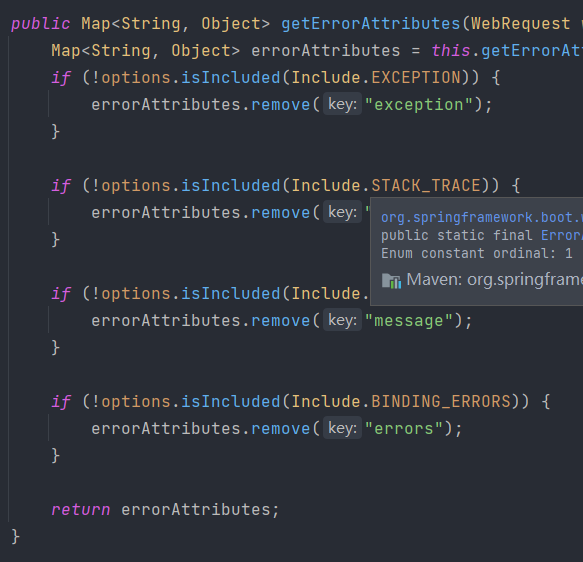 public Map<String, Object> getErrorAttributes(WebRequest
Map<String, Object> errorAttributes = this.getErrorAt
if (!options.isIncluded(Include.EXCEPTION)) {
errorAttributes.remove( key: "exception");
}
if (!options.isIncluded(Include.STACK_TRACE)) {
errorAttributes.remove( key: "
org.springframework.boot.
public static final Error
Enum constant ordinal: 1
Maven: org.springframe
}
if (!options.isIncluded(Include.
errorAttributes.remove( key: "message");
}
if (!options.isIncluded(Include.BINDING_ERRORS)) {
errorAttributes.remove( key: "errors");
}
return errorAttributes;
}